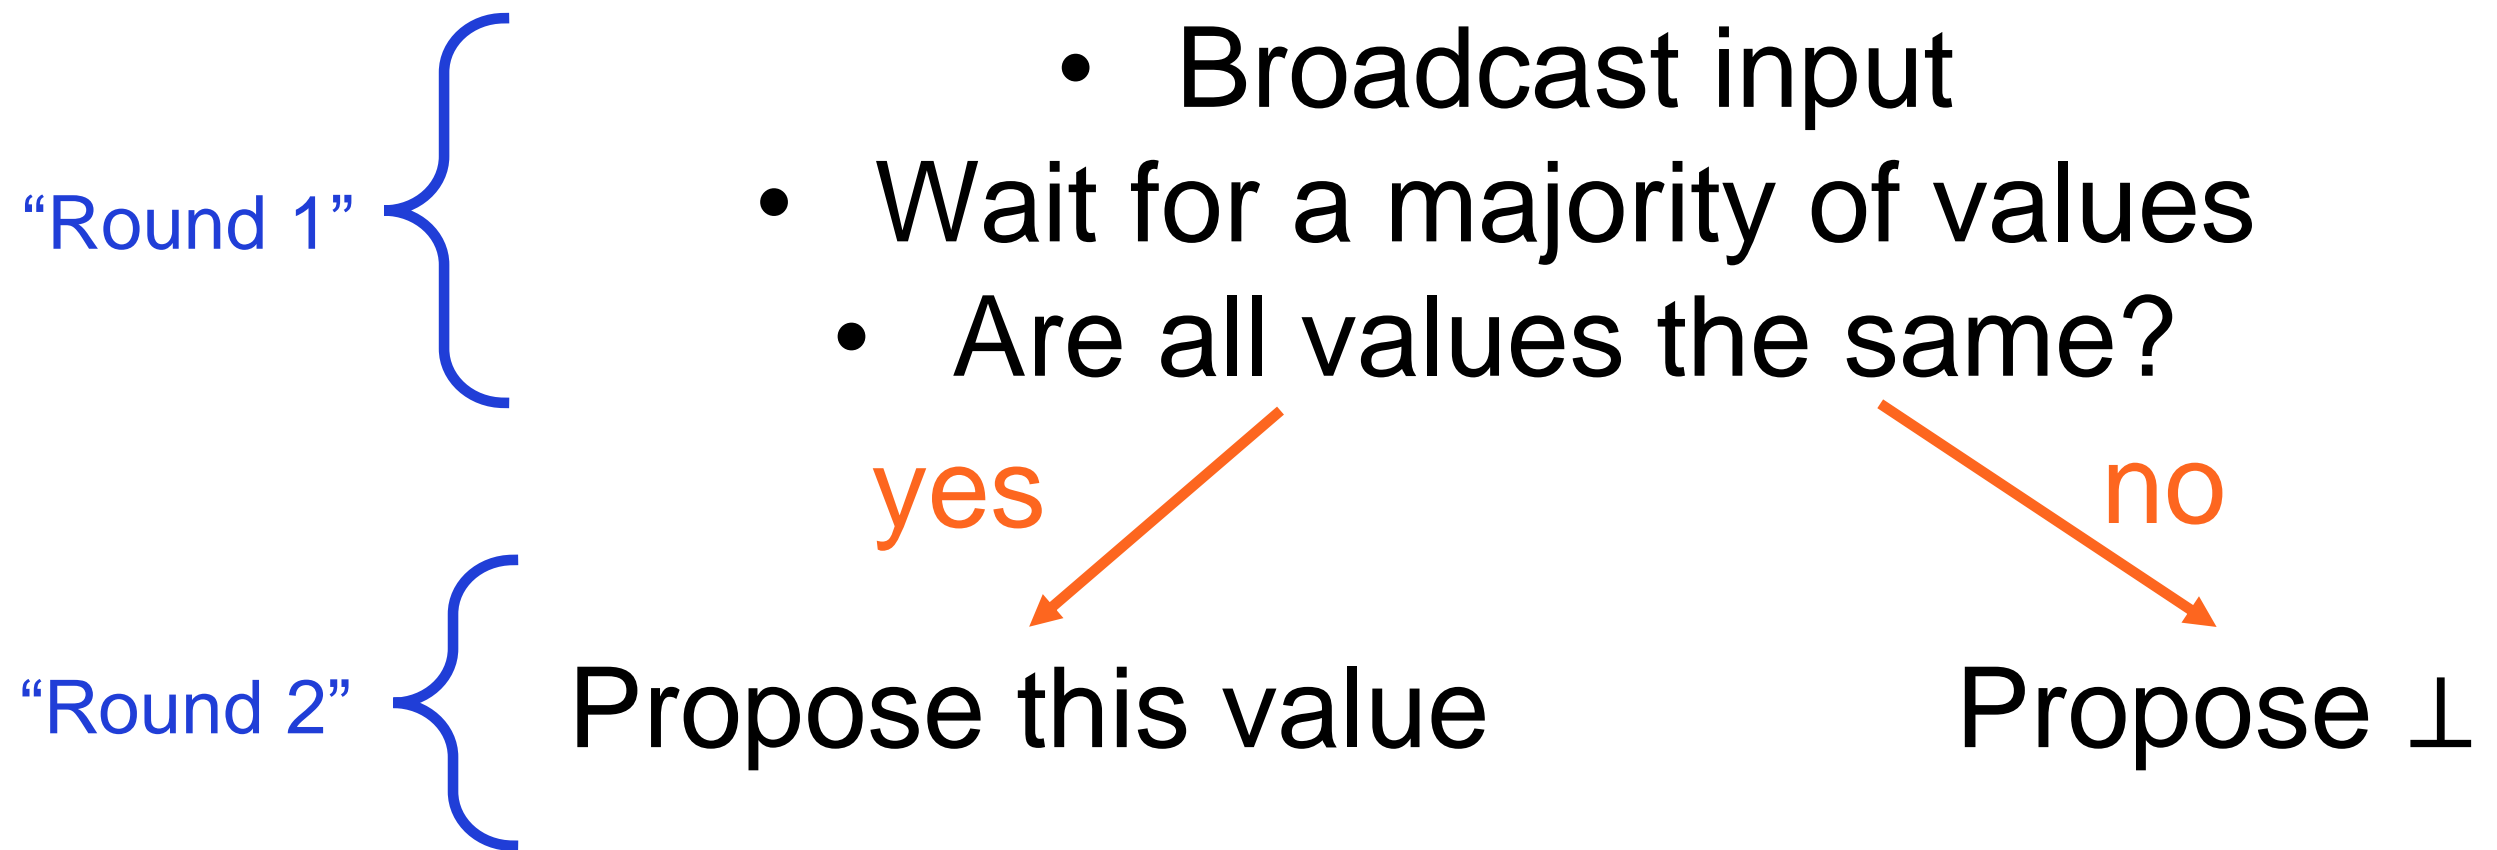 • Broadcast input
• Wait for a majority of values
“Round 1”
• Are all values the same?
yes
no
“Round 2”
Propose this value
Propose ⊥